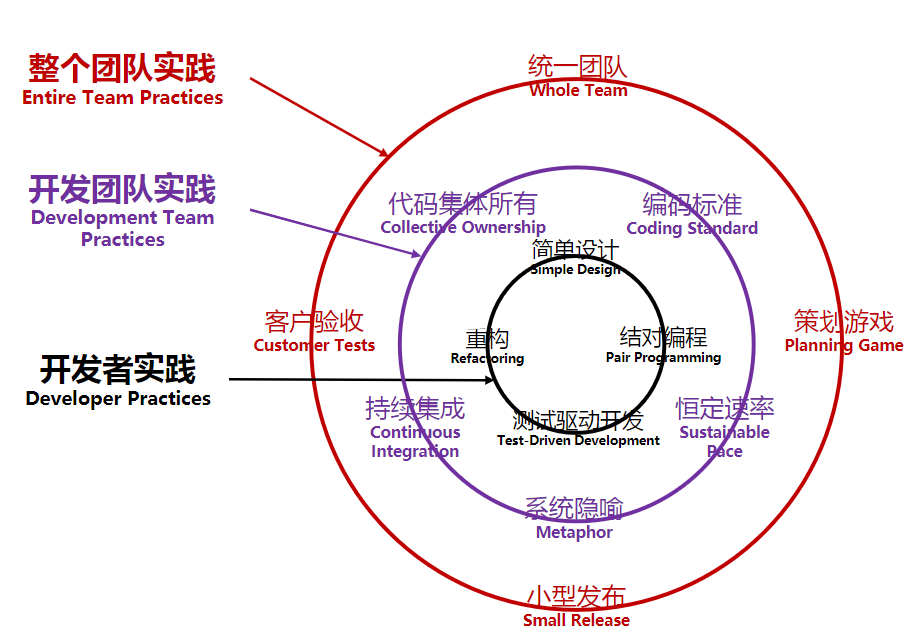 整个团队实践
Entire Team Practices
开发团队实践
Development Team
Practices
开发者实践
Developer Practices
统一团队
Whole Team
代码集体所有
Collective Ownership
编码标准
Coding Standard
简单设计
Simple Design
客户验收
Customer Tests
重构
Refactoring
结对编程
Pair Programming
策划游戏
Planning Game
持续集成
Continuous
Integration
测试驱动开发
Test-Driven Development
恒定速率
Sustainable
Pace
系统隐喻
Metaphor
小型发布
Small Release